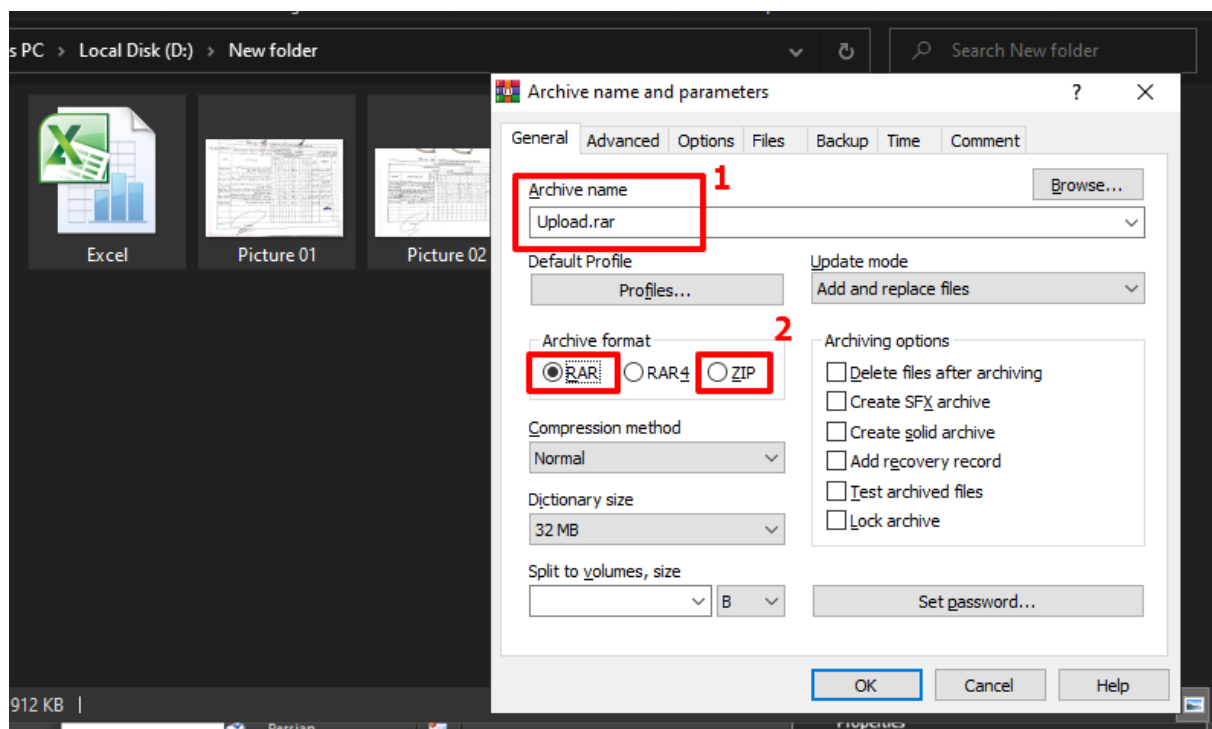 s PC > Local Disk (D:) > New folder
Search New folder
Excel
Picture 01
Picture 02
912 KB
Archive name and parameters
?
General Advanced Options Files Backup Time Comment
1
Archive name
Browse...
Upload.rar
Default Profile
Profiles...
Update mode
Add and replace files
2
Archive format
RAR RAR4 ZIP
Compression method
Normal
Dictionary size
32 MB
Split to volumes, size
B
Archiving options
Delete files after archiving
Create SFX archive
Create solid archive
Add recovery record
Test archived files
Lock archive
Set password...
OK Cancel Help
Persian
Properties